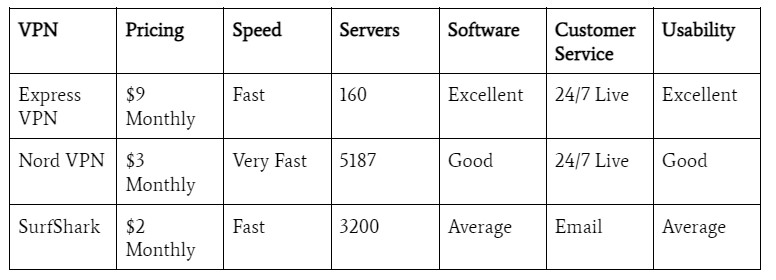 VPN Pricing Speed Servers Software Customer Service Usability
Express VPN $9 Monthly Fast 160 Excellent 24/7 Live Excellent
Nord VPN $3 Monthly Very Fast 5187 Good 24/7 Live Good
SurfShark $2 Monthly Fast 3200 Average Email Average